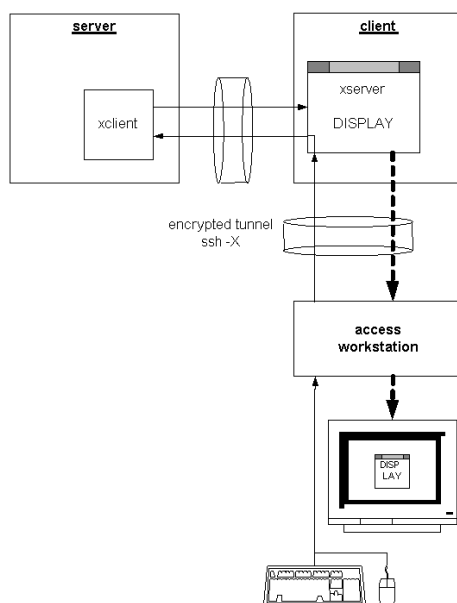 server
client
xclient
xserver
DISPLAY
encrypted tunnel
ssh -X
access
workstation
DISP
LAY